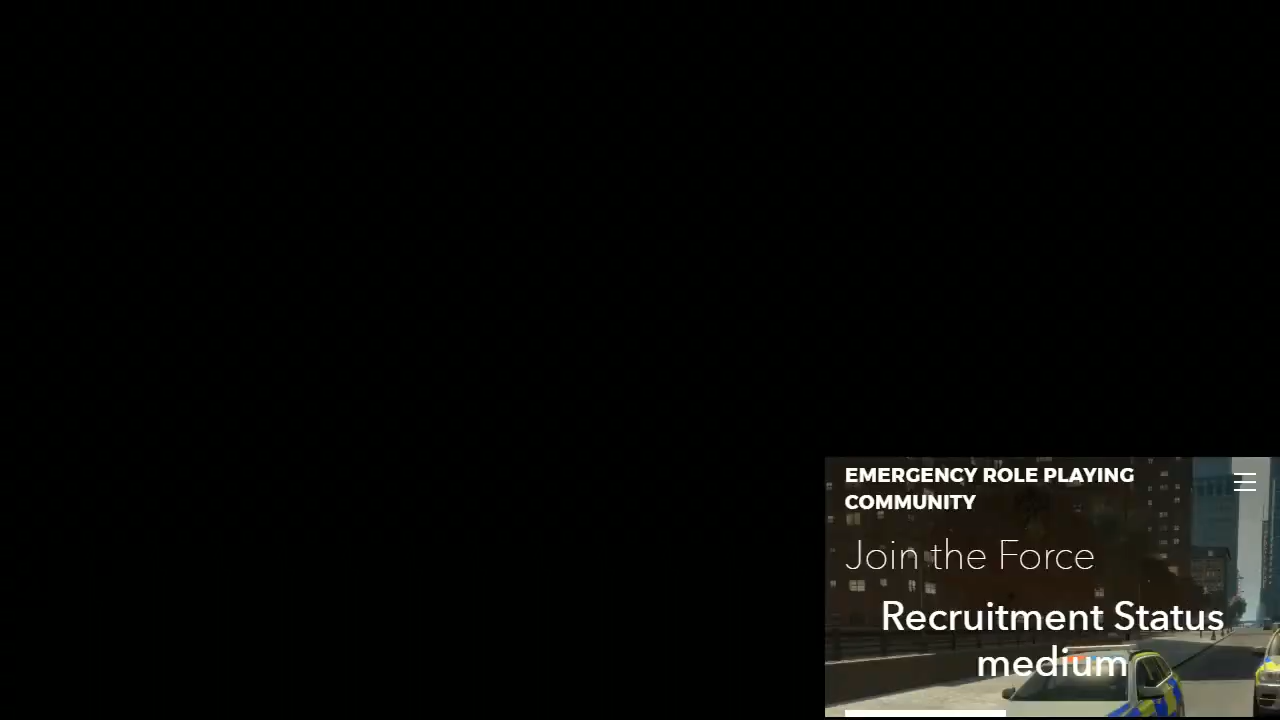 EMERGENCY ROLE PLAYING
COMMUNITY
Join the Force
Recruitment Status
medium